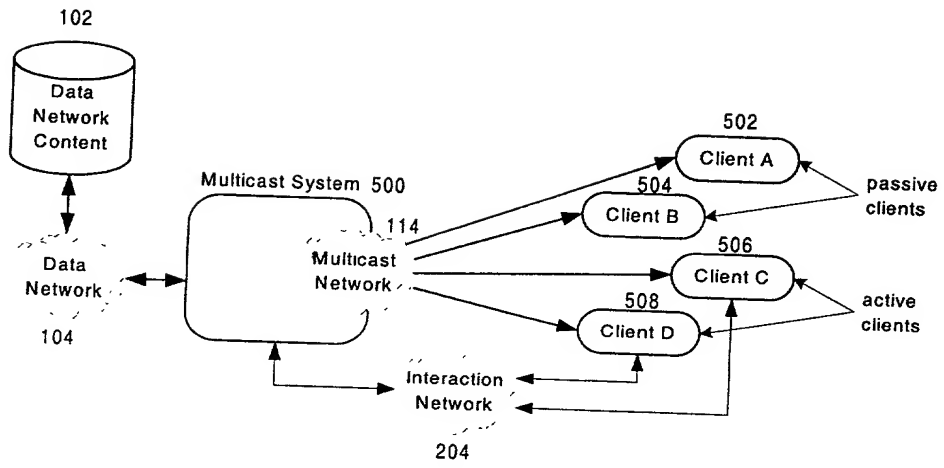 102
Data
Network
Content
Multicast System 500
114
Multicast
Network
Data
Network
104
502
Client A
504
Client B
passive
clients
506
Client C
508
Client D
active
clients
Interaction
Network
204